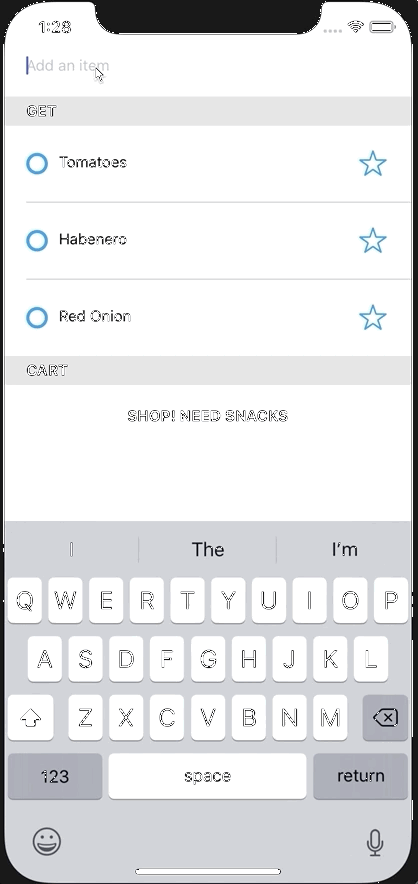 1:28
Add an item
GET
Tomatoes
Habenero
Red Onion
CART
SHOP! NEED SNACKS
I The I'm
Q W E R T Y U I O P
A S D F G H J K L
Z X C V B N M
123 space return